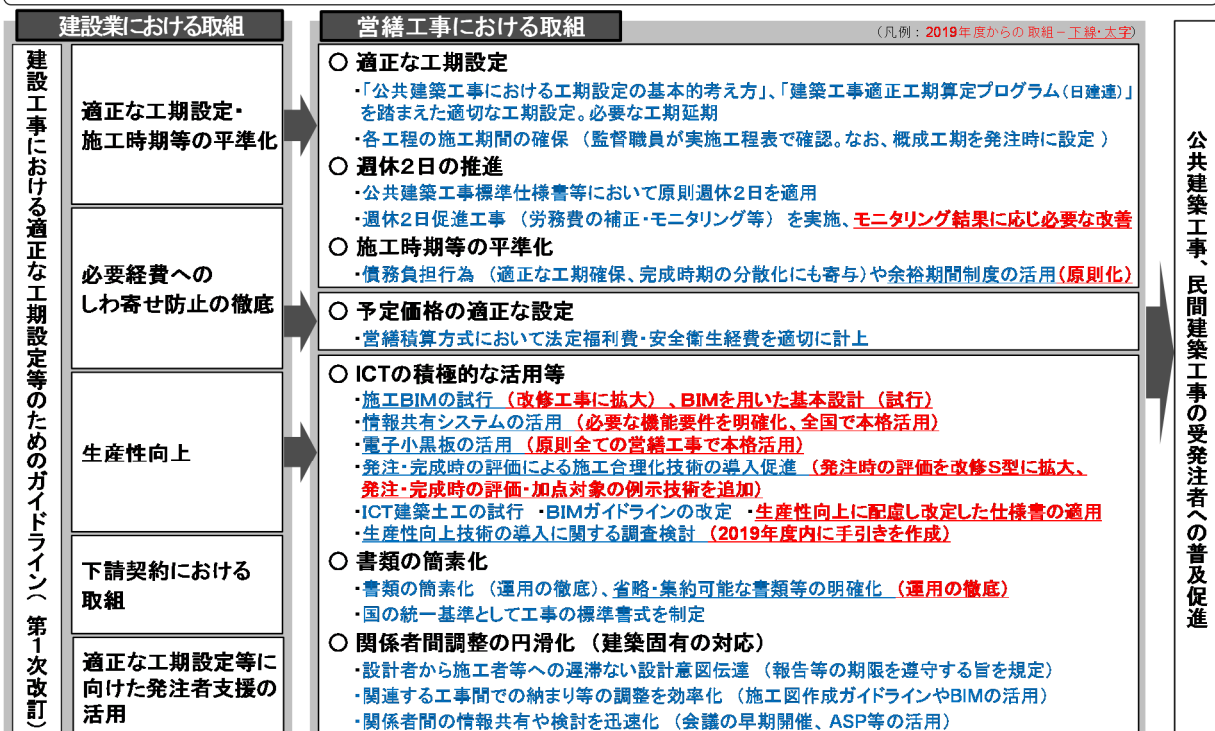 建設業における取組
建設工事における適正な工期設定等のためのガイドライン（第１次改訂）
適正な工期設定・
施工時期等の平準化
必要経費への
しわ寄せ防止の徹底
生産性向上
下請契約における
取組
適正な工期設定等に
向けた発注者支援の
活用
営繕工事における取組
（凡例：2019年度からの取組－下線・太字）
○ 適正な工期設定
・「公共建築工事における工期設定の基本的考え方」、「建築工事適正工期算定プログラム（日建連）」
を踏まえた適切な工期設定。必要な工期延期
・各工程の施工期間の確保 （監督職員が実施工程表で確認。なお、概成工期を発注時に設定 ）
○ 週休２日の推進
・公共建築工事標準仕様書等において原則週休２日を適用
・週休２日促進工事 （労務費の補正・モニタリング等） を実施、モニタリング結果に応じ必要な改善
○ 施工時期等の平準化
・債務負担行為 （適正な工期確保、完成時期の分散化にも寄与）や余裕期間制度の活用（原則化）
○ 予定価格の適正な設定
・営繕積算方式において法定福利費・安全衛生経費を適切に計上
○ ICTの積極的な活用等
・施工BIMの試行 （改修工事に拡大） 、BIMを用いた基本設計 （試行）
・情報共有システムの活用 （必要な機能要件を明確化、全国で本格活用）
・電子小黒板の活用 （原則全ての営繕工事で本格活用）
・発注・完成時の評価による施工合理化技術の導入促進 （発注時の評価を改修S型に拡大、
発注・完成時の評価・加点対象の例示技術を追加）
・ICT建築土工の試行 ・BIMガイドラインの改定 ・生産性向上に配慮し改定した仕様書の適用
・生産性向上技術の導入に関する調査検討 （2019年度内に手引きを作成）
○ 書類の簡素化
・書類の簡素化 （運用の徹底）、省略・集約可能な書類等の明確化 （運用の徹底）
・国の統一基準として工事の標準書式を制定
○ 関係者間調整の円滑化 （建築固有の対応）
・設計者から施工者等への遅滞ない設計意図伝達 （報告等の期限を遵守する旨を規定）
・関連する工事間での納まり等の調整を効率化 （施工図作成ガイドラインやBIMの活用）
・関係者間の情報共有や検討を迅速化 （会議の早期開催、ASP等の活用）
公共建築工事、民間建築工事の受発注者への普及促進